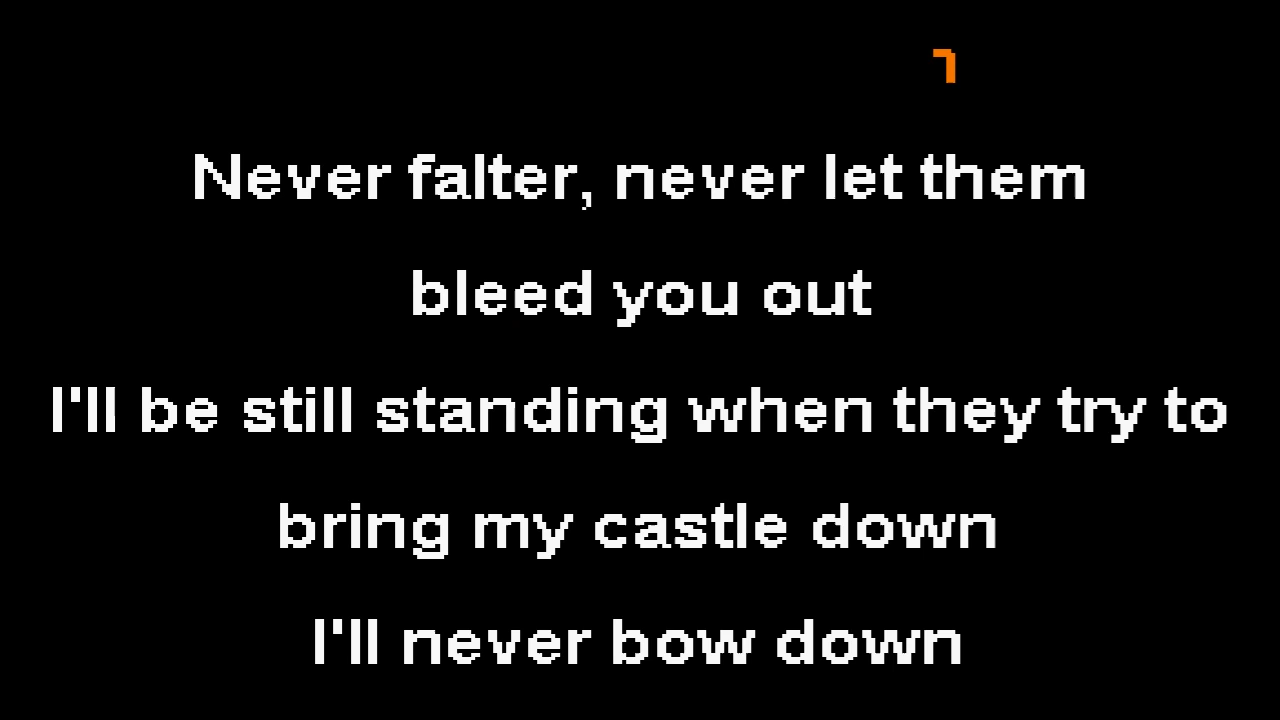 Never falter, never let them
bleed you out
I'll be still standing when they try to
bring my castle down
I'll never bow down